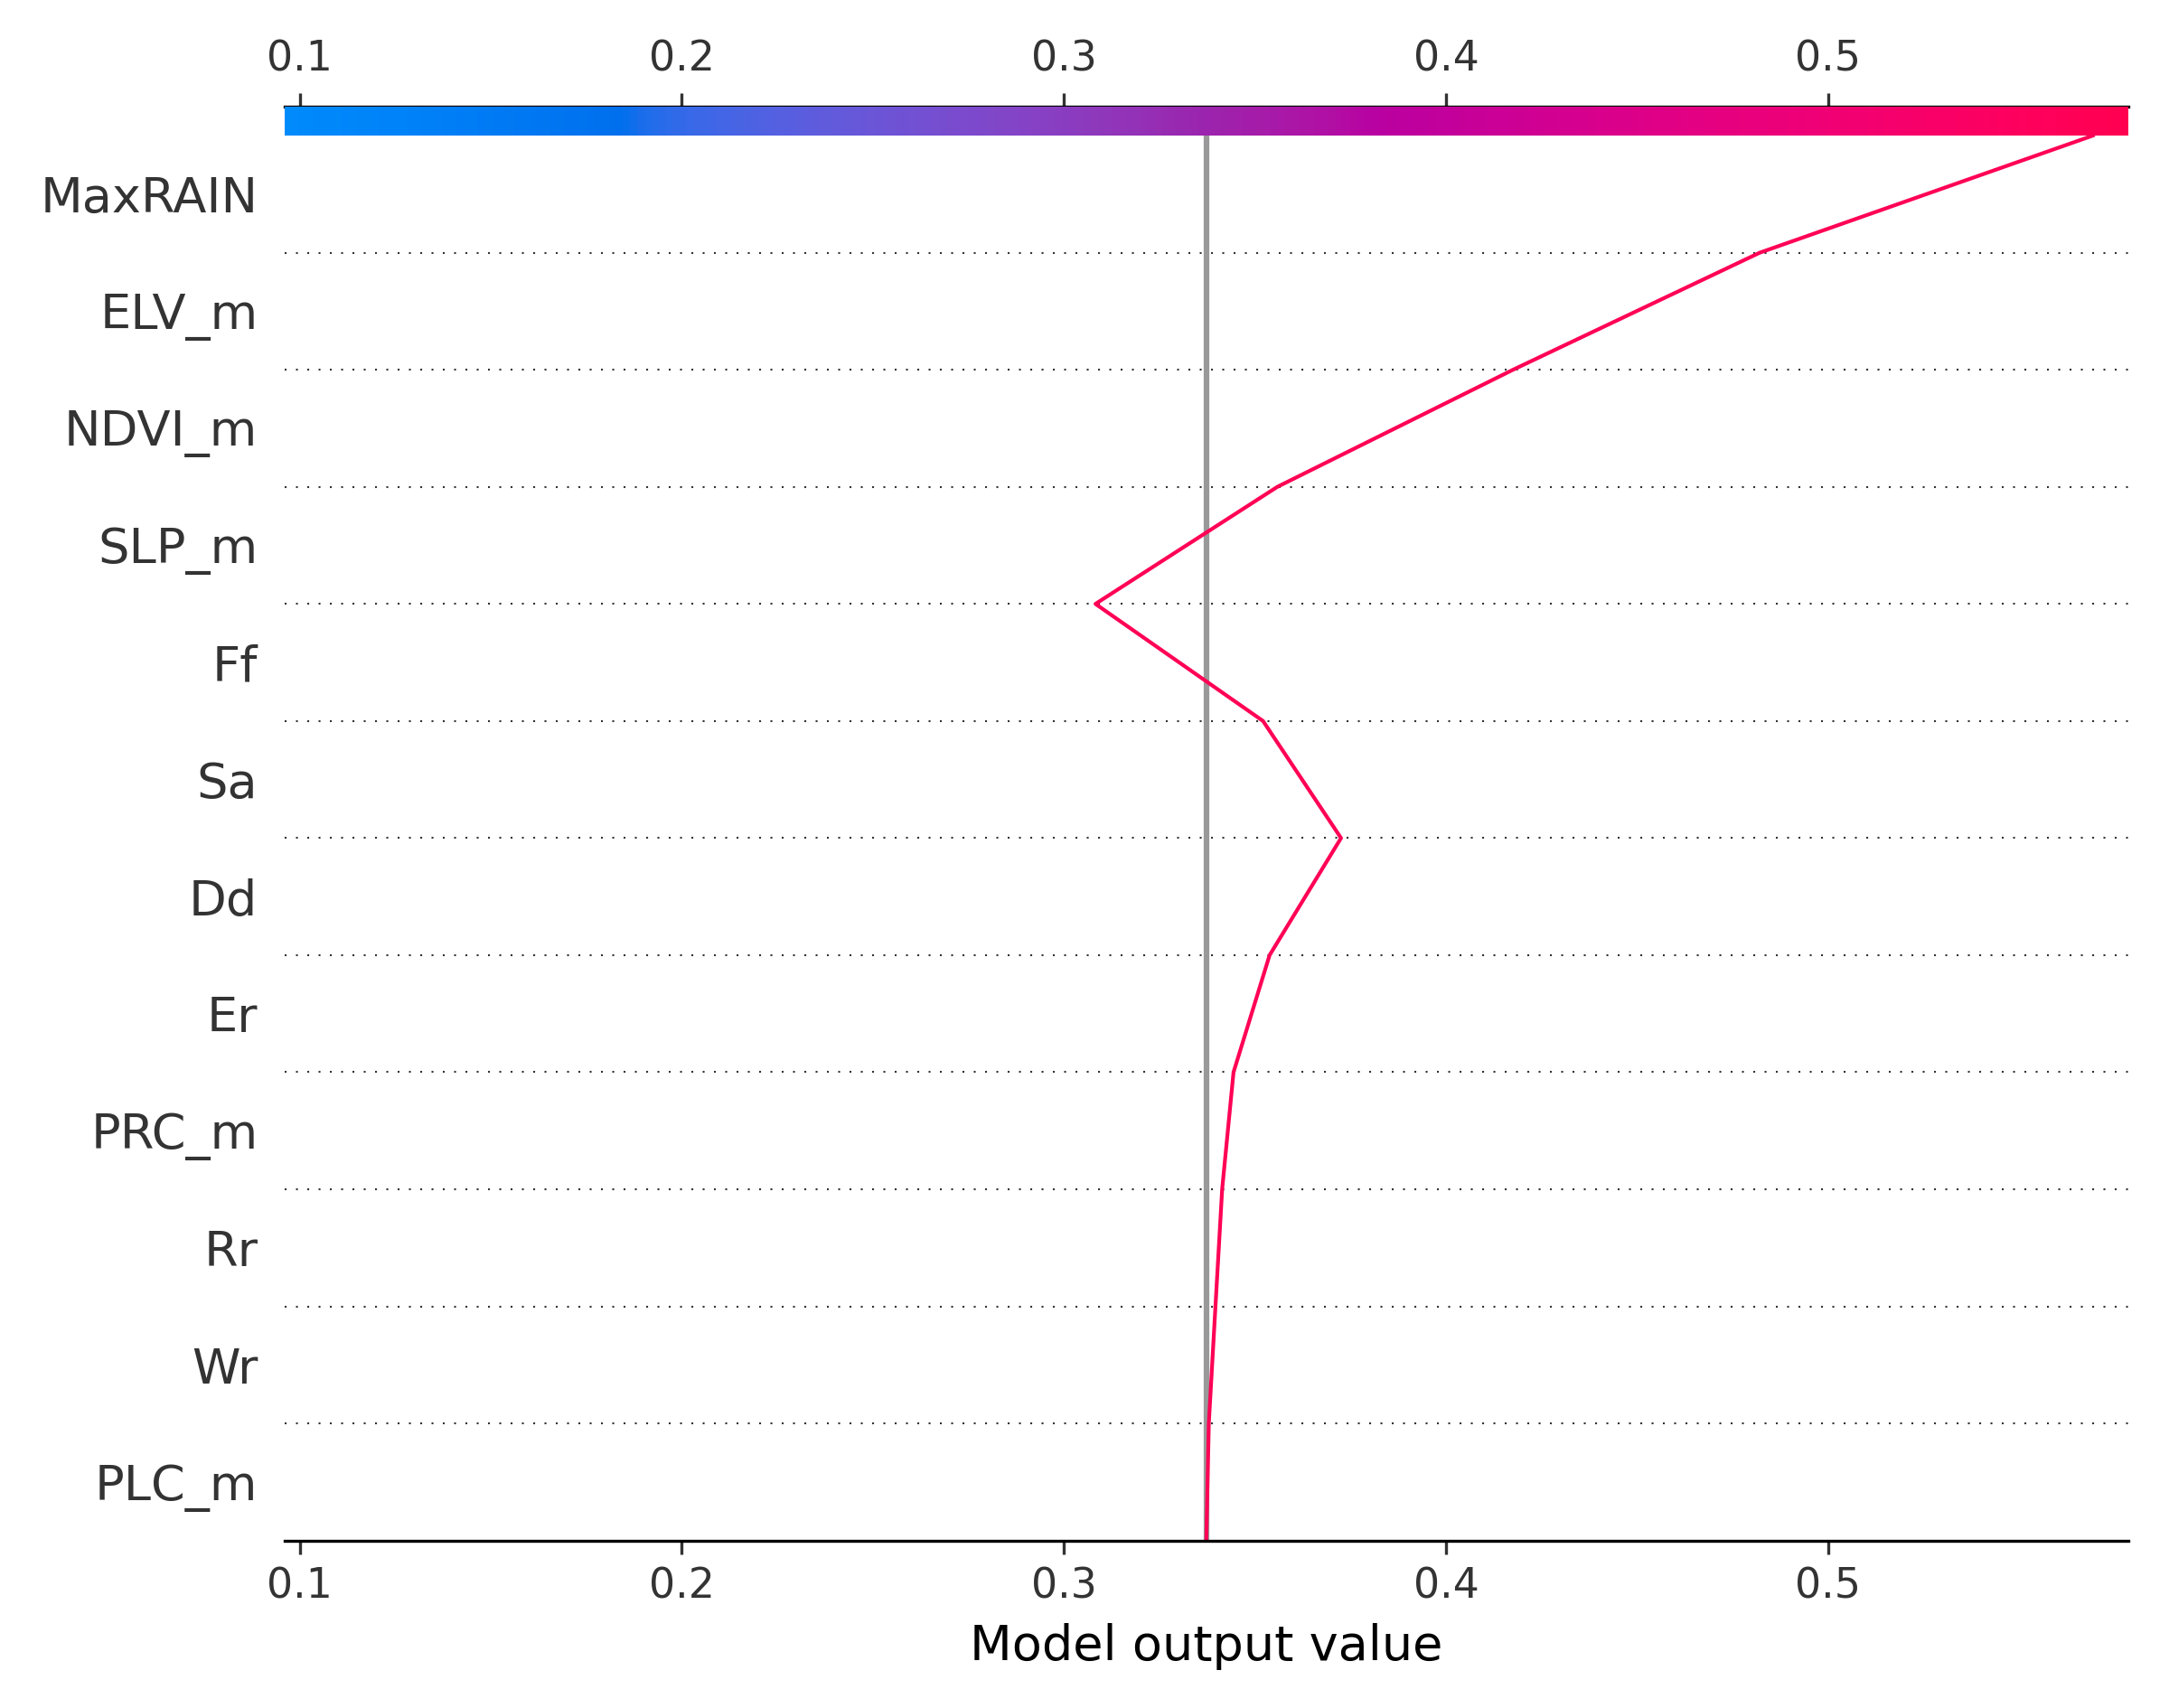 0.1 0.2 0.3 0.4 0.5
MaxRAIN
ELV_m
NDVI_m
SLP_m
Ff
Sa
Dd
Er
PRC_m
Rr
Wr
PLC_m
0.1 0.2 0.3 0.4 0.5
Model output value